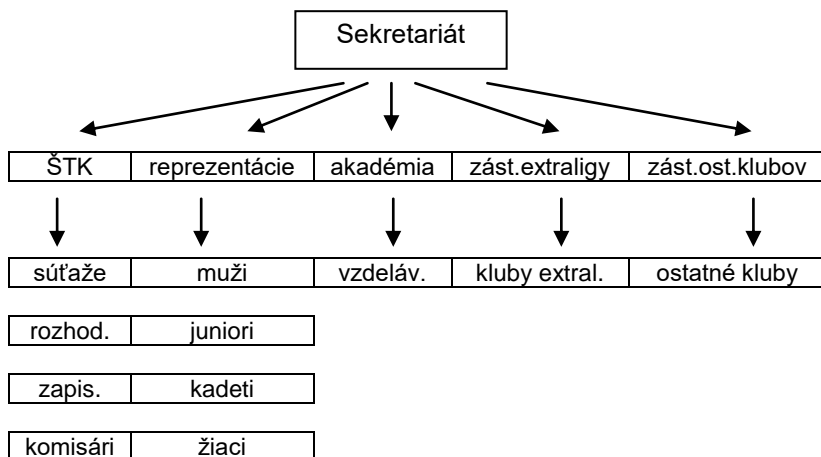 Sekretariát
ŠTK reprezentácie akadémia zást.extraligy zást.ost.klubov
súťaže muži vzdeláv. kluby extral. ostatné kluby
rozhod. juniori
zapis. kadeti
komisári žiaci